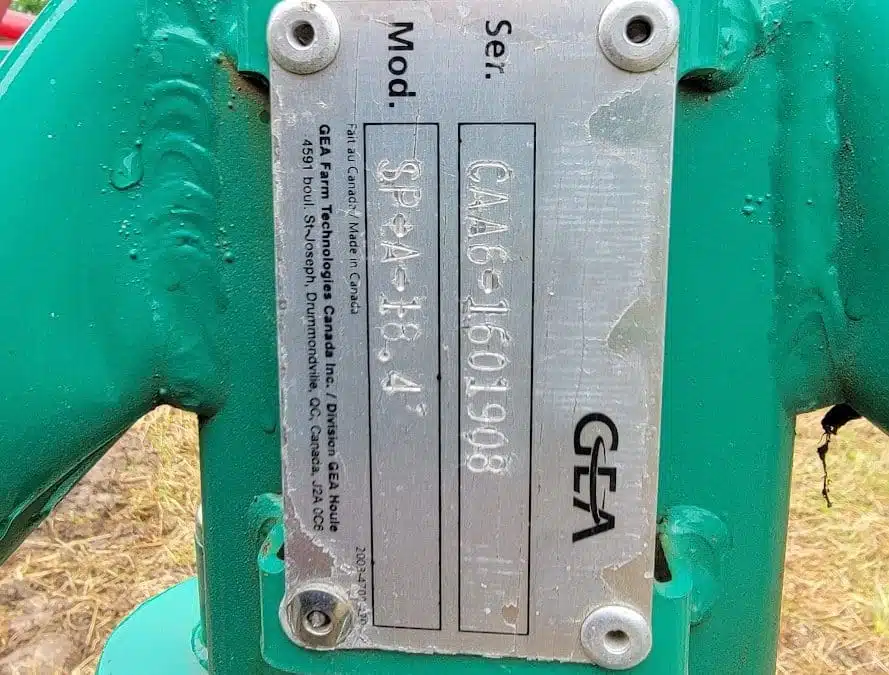 GEA
Ser. CAA6-1601908
Mod. SP-A-18.4'
Fait au Canada / Made in Canada
GEA Farm Technologies Canada Inc. / Division GEA Houle
4591 boul. St-Joseph, Drummondville, QC, Canada, J2A 0C6